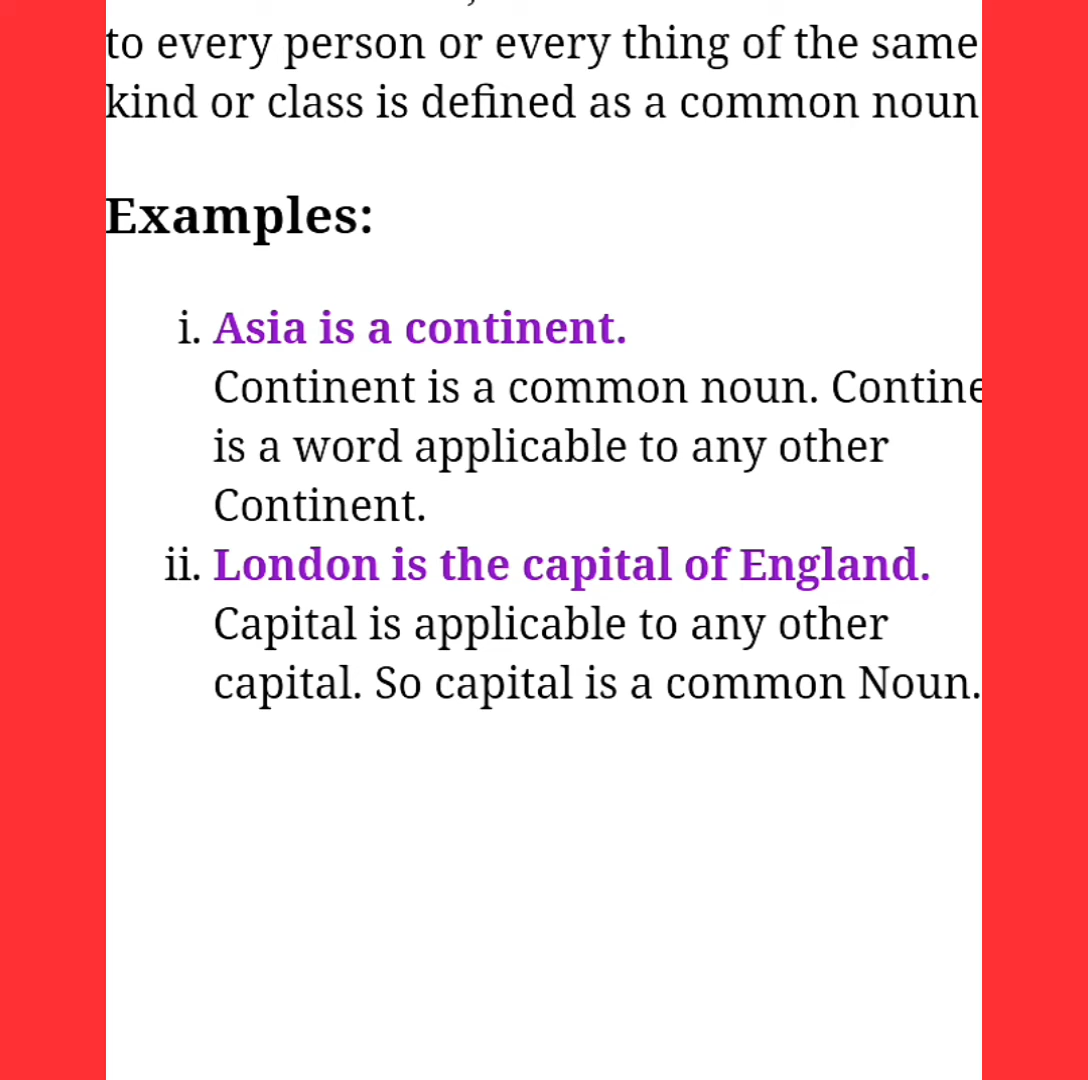 to every person or every thing of the same
kind or class is defined as a common noun
Examples:
i. Asia is a continent.
Continent is a common noun. Contine
is a word applicable to any other
Continent.
ii. London is the capital of England.
Capital is applicable to any other
capital. So capital is a common Noun.